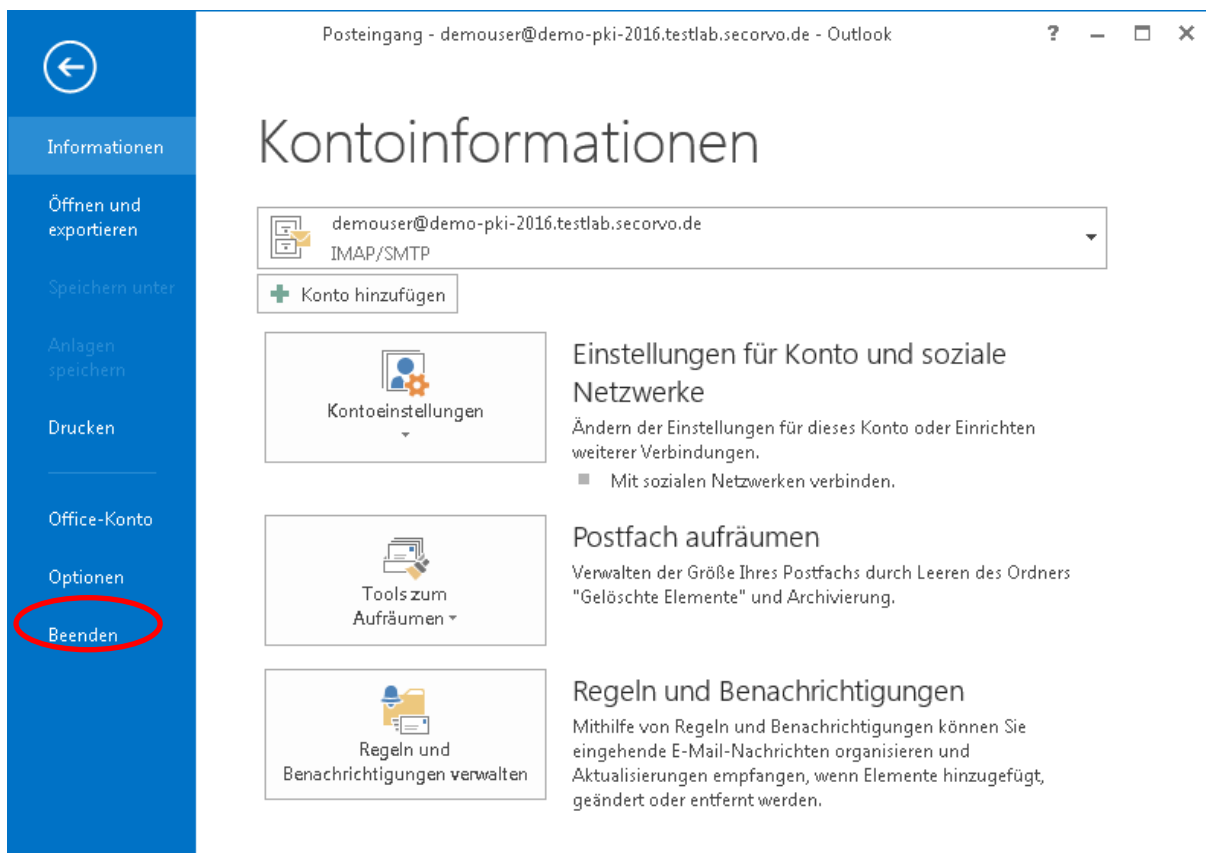 Posteingang - demouser@demo-pki-2016.testlab.secorvo.de - Outlook
?
Informationen
Öffnen und
exportieren
Speichern unter
Anlagen
speichern
Drucken
Office-Konto
Optionen
Beenden
Kontoinformationen
demouser@demo-pki-2016.testlab.secorvo.de
IMAP/SMTP
Konto hinzufügen
Kontoeinstellungen
Einstellungen für Konto und soziale
Netzwerke
Ändern der Einstellungen für dieses Konto oder Einrichten
weiterer Verbindungen.
Mit sozialen Netzwerken verbinden.
Tools zum
Aufräumen
Postfach aufräumen
Verwalten der Größe Ihres Postfachs durch Leeren des Ordners
"Gelöschte Elemente" und Archivierung.
Regeln und
Benachrichtigungen verwalten
Regeln und Benachrichtigungen
Mithilfe von Regeln und Benachrichtigungen können Sie
eingehende E-Mail-Nachrichten organisieren und
Aktualisierungen empfangen, wenn Elemente hinzugefügt,
geändert oder entfernt werden.